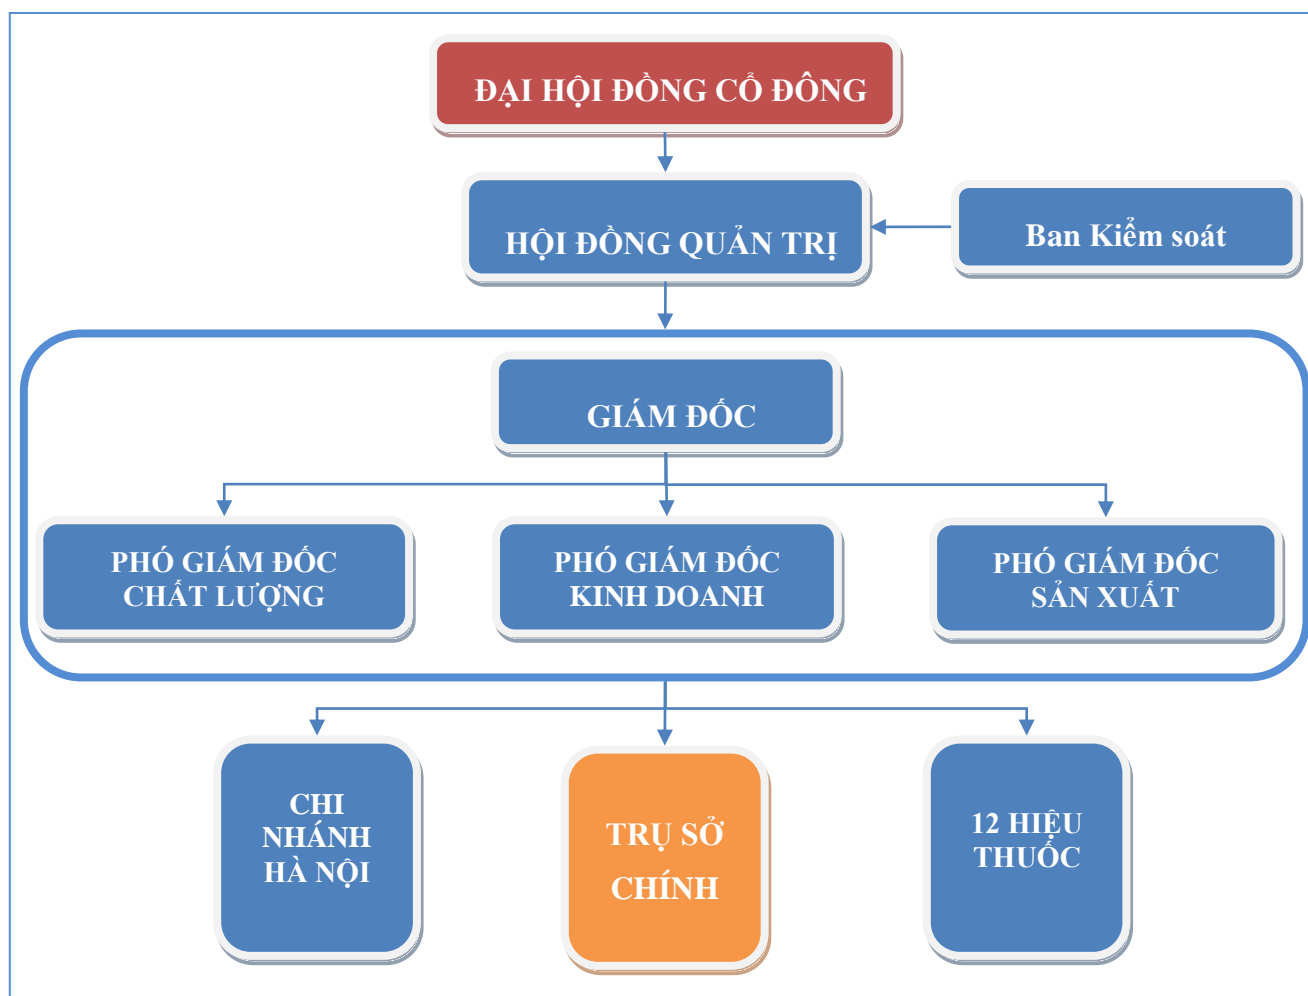 ĐẠI HỘI ĐỒNG CỔ ĐÔNG
HỘI ĐỒNG QUẢN TRỊ
Ban Kiểm soát
GIÁM ĐỐC
PHÓ GIÁM ĐỐC
CHẤT LƯỢNG
PHÓ GIÁM ĐỐC
KINH DOANH
PHÓ GIÁM ĐỐC
SẢN XUẤT
CHI
NHÁNH
HÀ NỘI
TRỤ SỞ
CHÍNH
12 HIỆU
THUỐC